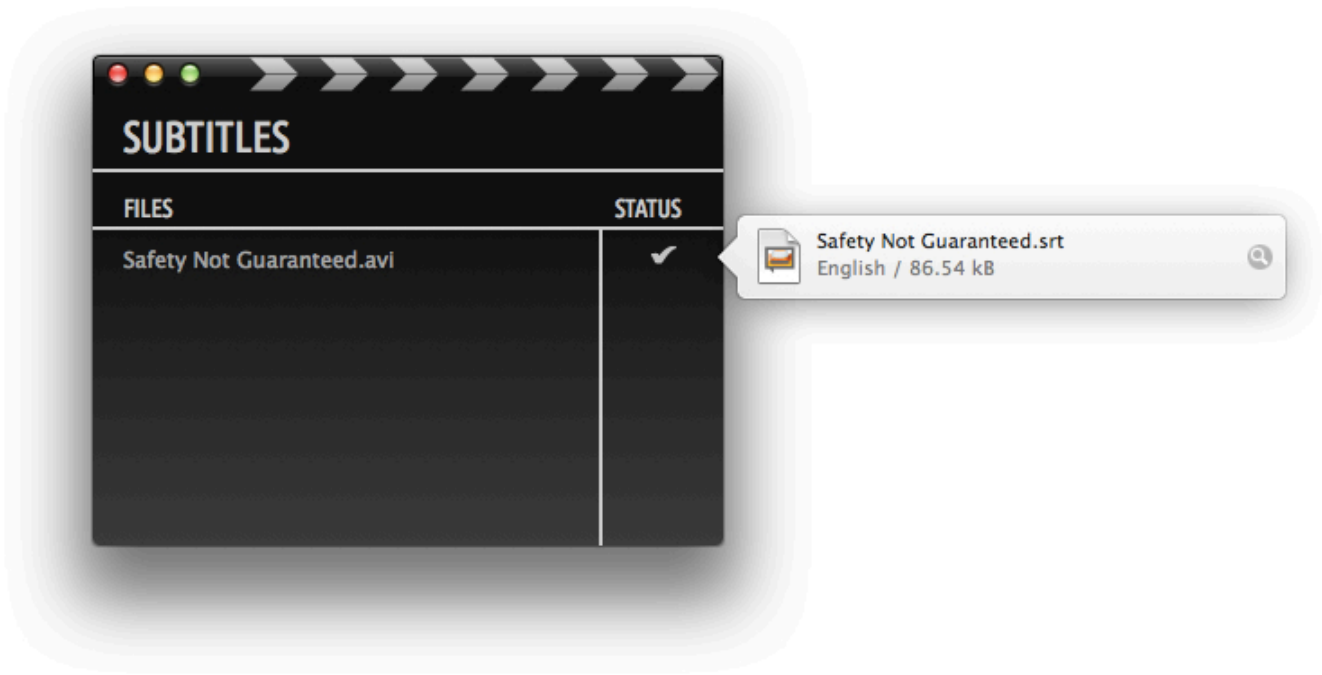 SUBTITLES
FILES STATUS
Safety Not Guaranteed.avi ✔
Safety Not Guaranteed.srt
English / 86.54 kB